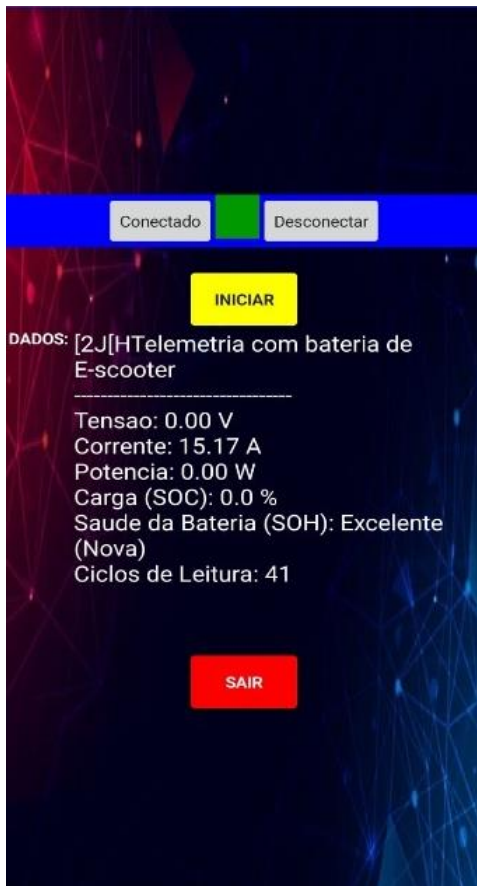 Conectado Desconectar
INICIAR
DADOS: [2J[HTelemetria com bateria de
E-scooter
---------------------------------
Tensao: 0.00 V
Corrente: 15.17 A
Potencia: 0.00 W
Carga (SOC): 0.0 %
Saude da Bateria (SOH): Excelente
(Nova)
Ciclos de Leitura: 41
SAIR